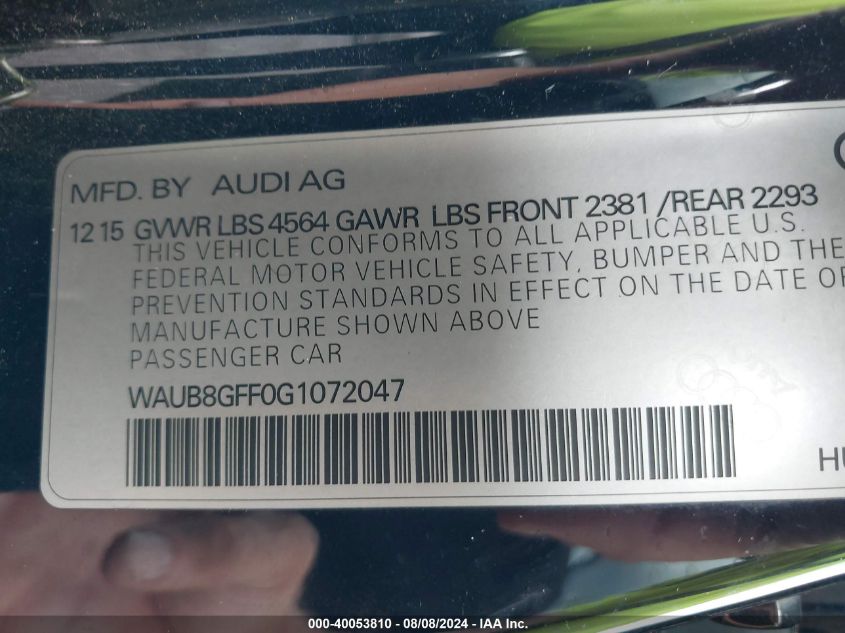 MFD. BY AUDI AG
12 15 GVWR LBS 4564 GAWR LBS FRONT 2381 /REAR 2293
THIS VEHICLE CONFORMS TO ALL APPLICABLE U.S.
FEDERAL MOTOR VEHICLE SAFETY, BUMPER AND THE
PREVENTION STANDARDS IN EFFECT ON THE DATE OF
MANUFACTURE SHOWN ABOVE
PASSENGER CAR
WAUB8GFF0G1072047
000-40053810 - 08/08/2024 - IAA Inc.